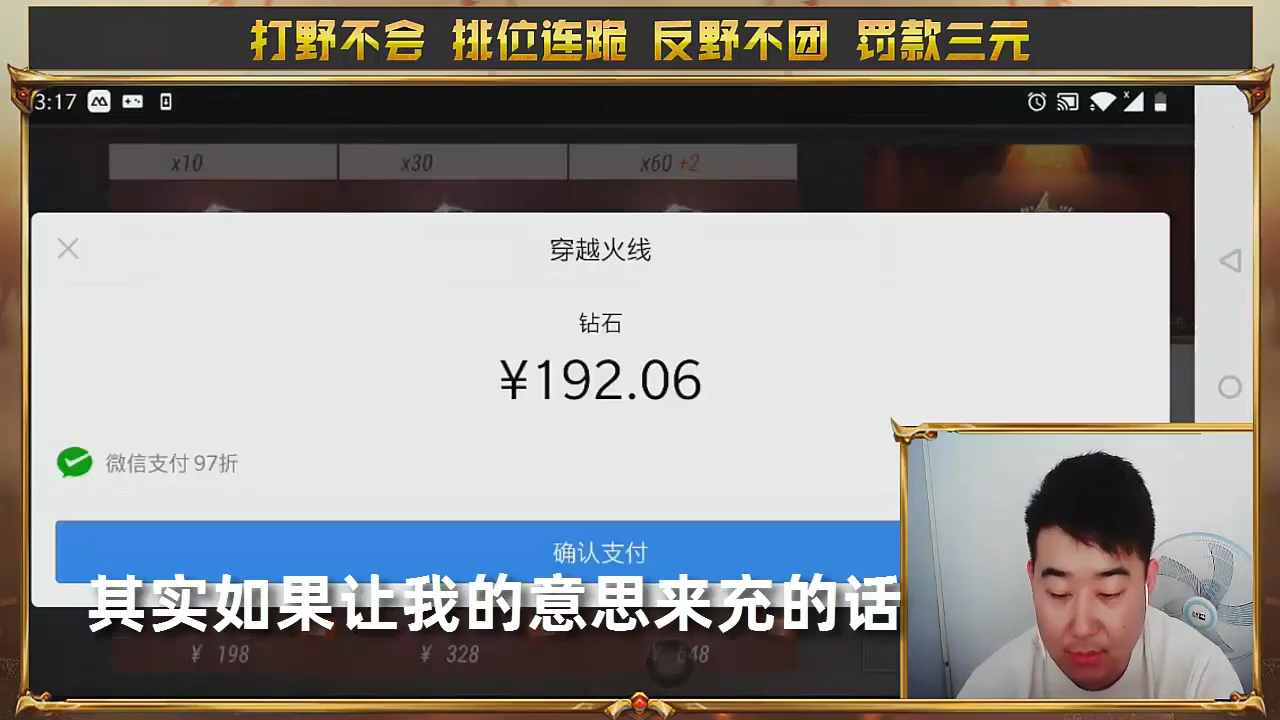 打野不会 排位连跪 反野不团 罚款三元
3:17
x10
x30
x60 +2
穿越火线
钻石
¥192.06
微信支付 97折
确认支付
其实如果让我的意思来充的话
¥ 198
¥ 328
¥ 648